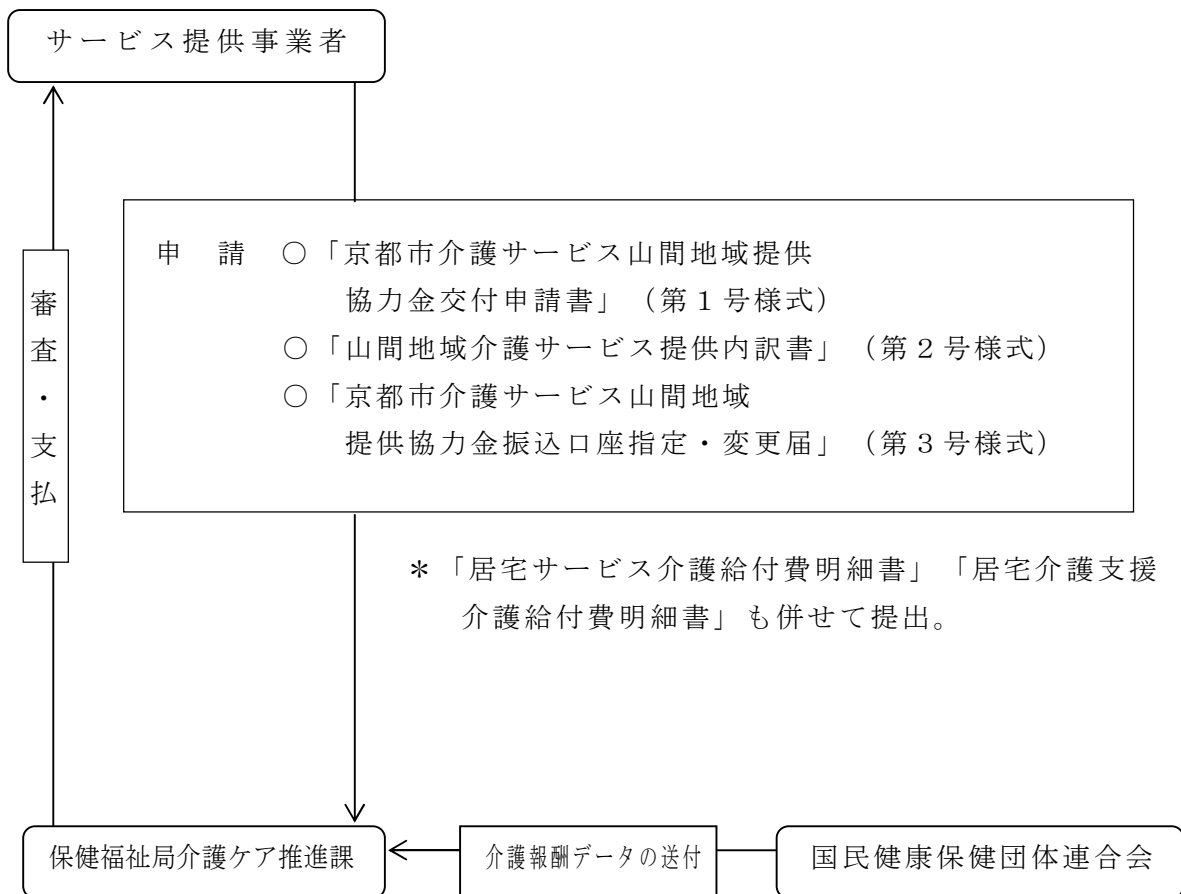 サービス提供事業者
申　請　○「京都市介護サービス山間地域提供
協力金交付申請書」（第１号様式）
○「山間地域介護サービス提供内訳書」（第２号様式）
○「京都市介護サービス山間地域
提供協力金振込口座指定・変更届」（第３号様式）
審査・支払
＊「居宅サービス介護給付費明細書」「居宅介護支援
介護給付費明細書」も併せて提出。
保健福祉局介護ケア推進課
介護報酬データの送付
国民健康保健団体連合会